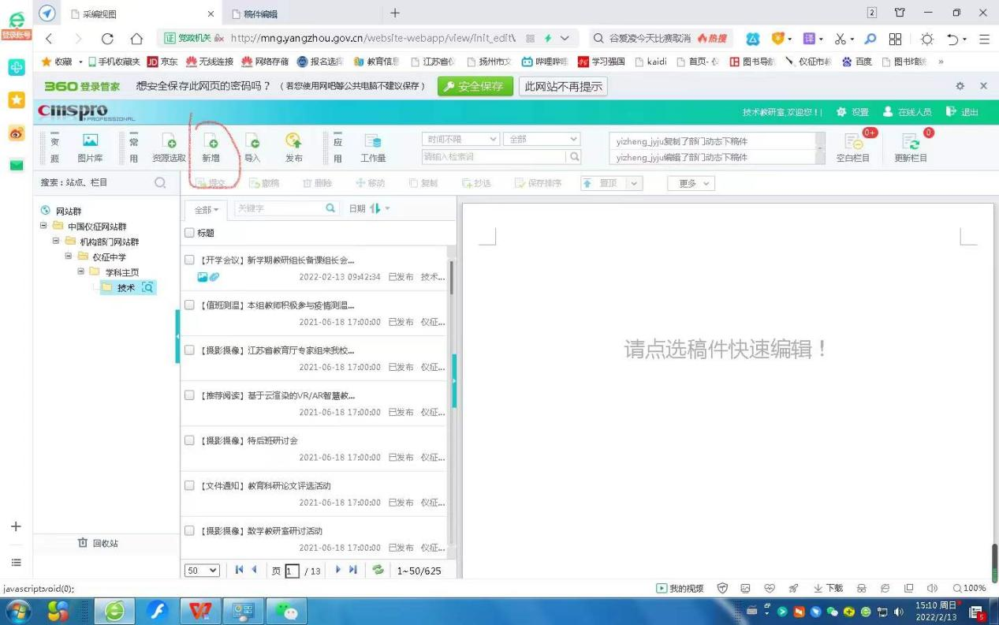 登录账号
采编视图
稿件编辑
2
证 党政机关 http://mng.yangzhou.gov.cn/website-webapp/view/init_edit\
谷爱凌今天比赛取消 热搜
收藏 手机收藏夹 京东 无线连接 网络存储 教育信息 江苏省仪 扬州市文 哔哩哔哩 学习强国 kaidi 首页- 图书导航 仪征市教 百度 »
360登录管家 想安全保存此网页的密码吗？（若您使用网吧等公共电脑不建议保存） 安全保存 此网站不再提示
cmspro
PROFESSIONAL
技术教研室,欢迎您！| 设置 在线人员 退出
资源 图片库 常用 资源选取 新增 导入 发布 应用 工作量
时间不限 全部
请输入检索词
yizheng_jyju复制了部门动态下稿件
yizheng_jyju编辑了部门动态下稿件
0+ 空白栏目 0 更新栏目
搜索：站点、栏目
提交 撤稿 删除 移动 复制 抄送 保存排序 置顶 更多
网站群
中国仪征网站群
机构部门网站群
仪征中学
学科主页
技术
回收站
全部 关键字 日期
标题
【开学会议】新学期教研组长备课组长会...
2022-02-13 09:42:34 已发布 技术...
【值班测温】本组教师积极参与疫情测温...
2021-06-18 17:00:00 已发布 仪征...
【摄影摄像】江苏省教育厅专家组来我校...
2021-06-18 17:00:00 已发布 仪征...
【推荐阅读】基于云渲染的VR/AR智慧教...
2021-06-18 17:00:00 已发布 仪征...
【摄影摄像】特后班研讨会
2021-06-18 17:00:00 已发布 仪征...
【文件通知】教育科研论文评选活动
2021-06-18 17:00:00 已发布 仪征...
【摄影摄像】数学教研室研讨活动
2021-06-18 17:00:00 已发布 仪征...
50 页 1 / 13 1~50/625
请点选稿件快速编辑！
javascript:void(0);
我的视频 下载 100%
15:10 周日
2022/2/13
5